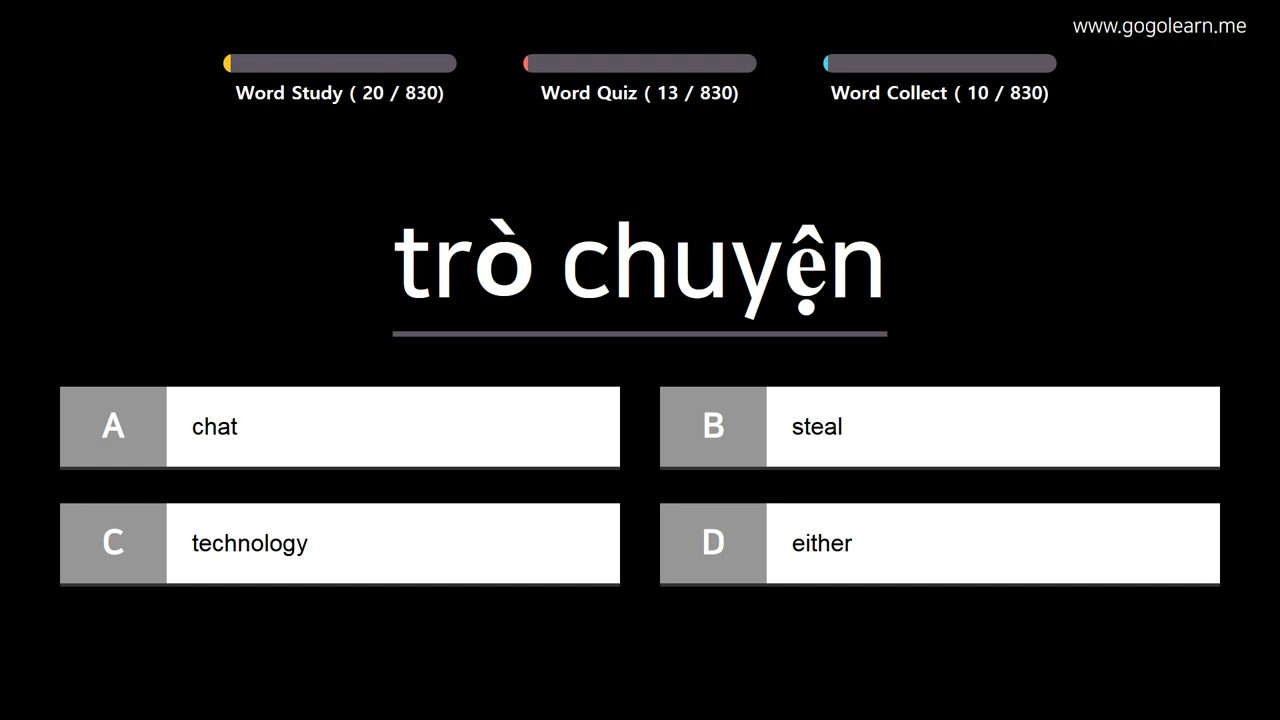 www.gogolearn.me
Word Study ( 20 / 830)
Word Quiz ( 13 / 830)
Word Collect ( 10 / 830)
trò chuyện
A chat
B steal
C technology
D either